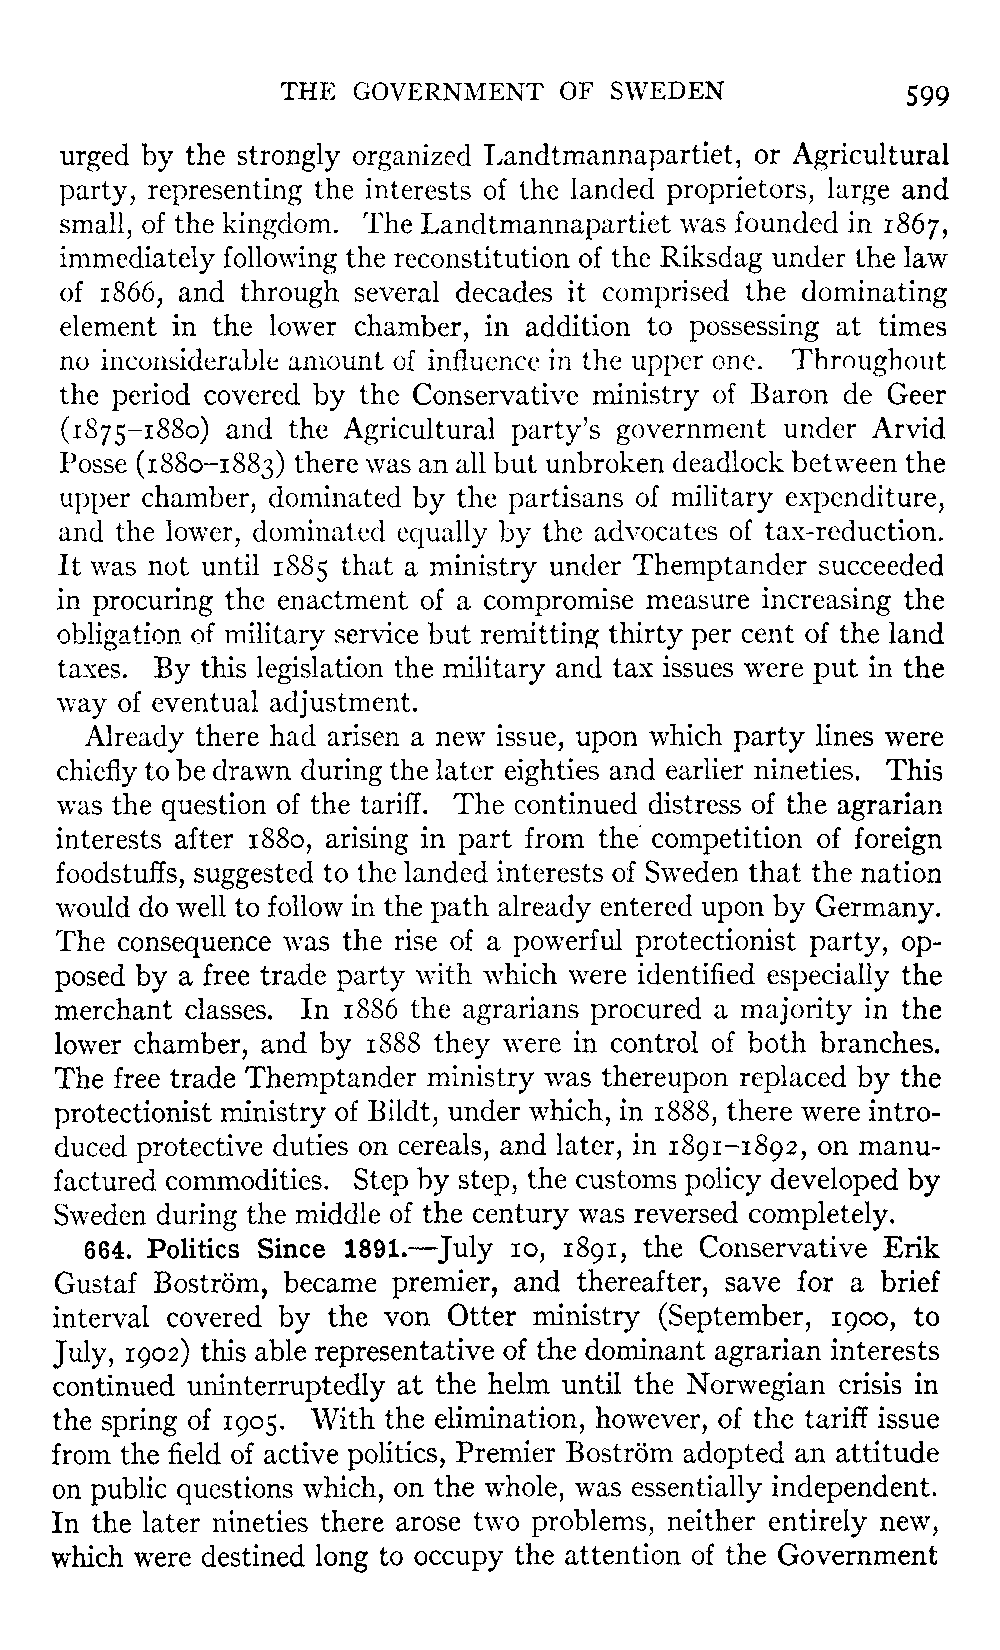 THE GOVERNMENT OF SWEDEN 599
urged by the strongly organized Landtmannapartiet, or Agricultural
party, representing the interests of the landed proprietors, large and
small, of the kingdom. The Landtmannapartiet was founded in 1867,
immediately following the reconstitution of the Riksdag under the law
of 1866, and through several decades it comprised the dominating
element in the lower chamber, in addition to possessing at times
no inconsiderable amount of influence in the upper one. Throughout
the period covered by the Conservative ministry of Baron de Geer
(1875–1880) and the Agricultural party's government under Arvid
Posse (1880–1883) there was an all but unbroken deadlock between the
upper chamber, dominated by the partisans of military expenditure,
and the lower, dominated equally by the advocates of tax-reduction.
It was not until 1885 that a ministry under Themptander succeeded
in procuring the enactment of a compromise measure increasing the
obligation of military service but remitting thirty per cent of the land
taxes. By this legislation the military and tax issues were put in the
way of eventual adjustment.
Already there had arisen a new issue, upon which party lines were
chiefly to be drawn during the later eighties and earlier nineties. This
was the question of the tariff. The continued distress of the agrarian
interests after 1880, arising in part from the competition of foreign
foodstuffs, suggested to the landed interests of Sweden that the nation
would do well to follow in the path already entered upon by Germany.
The consequence was the rise of a powerful protectionist party, op-
posed by a free trade party with which were identified especially the
merchant classes. In 1886 the agrarians procured a majority in the
lower chamber, and by 1888 they were in control of both branches.
The free trade Themptander ministry was thereupon replaced by the
protectionist ministry of Bildt, under which, in 1888, there were intro-
duced protective duties on cereals, and later, in 1891–1892, on manu-
factured commodities. Step by step, the customs policy developed by
Sweden during the middle of the century was reversed completely.
664. Politics Since 1891.—July 10, 1891, the Conservative Erik
Gustaf Boström, became premier, and thereafter, save for a brief
interval covered by the von Otter ministry (September, 1900, to
July, 1902) this able representative of the dominant agrarian interests
continued uninterruptedly at the helm until the Norwegian crisis in
the spring of 1905. With the elimination, however, of the tariff issue
from the field of active politics, Premier Boström adopted an attitude
on public questions which, on the whole, was essentially independent.
In the later nineties there arose two problems, neither entirely new,
which were destined long to occupy the attention of the Government